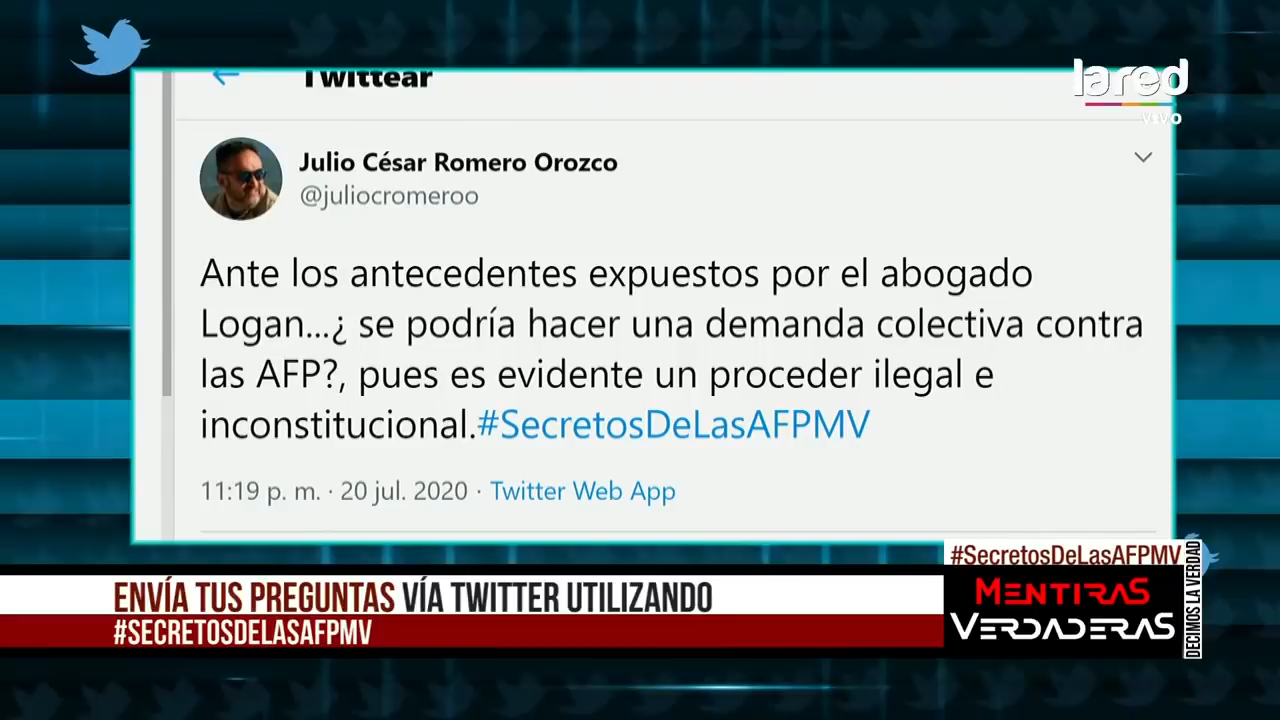 Twittear
lared
vivo
Julio César Romero Orozco
@juliocromeroo
Ante los antecedentes expuestos por el abogado
Logan...¿ se podría hacer una demanda colectiva contra
las AFP?, pues es evidente un proceder ilegal e
inconstitucional.#SecretosDeLasAFPMV
11:19 p. m. · 20 jul. 2020 · Twitter Web App
#SecretosDeLasAFPMV
ENVÍA TUS PREGUNTAS VÍA TWITTER UTILIZANDO
#SECRETOSDELASAFPMV
MENTIRAS
VERDADERAS
DECIMOS LA VERDAD